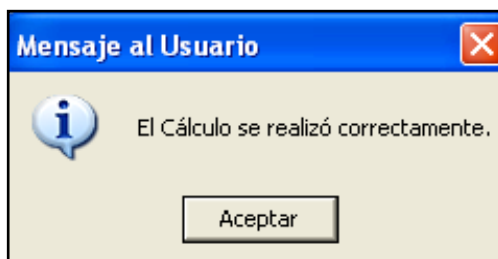 Mensaje al Usuario
El Cálculo se realizó correctamente.
Aceptar